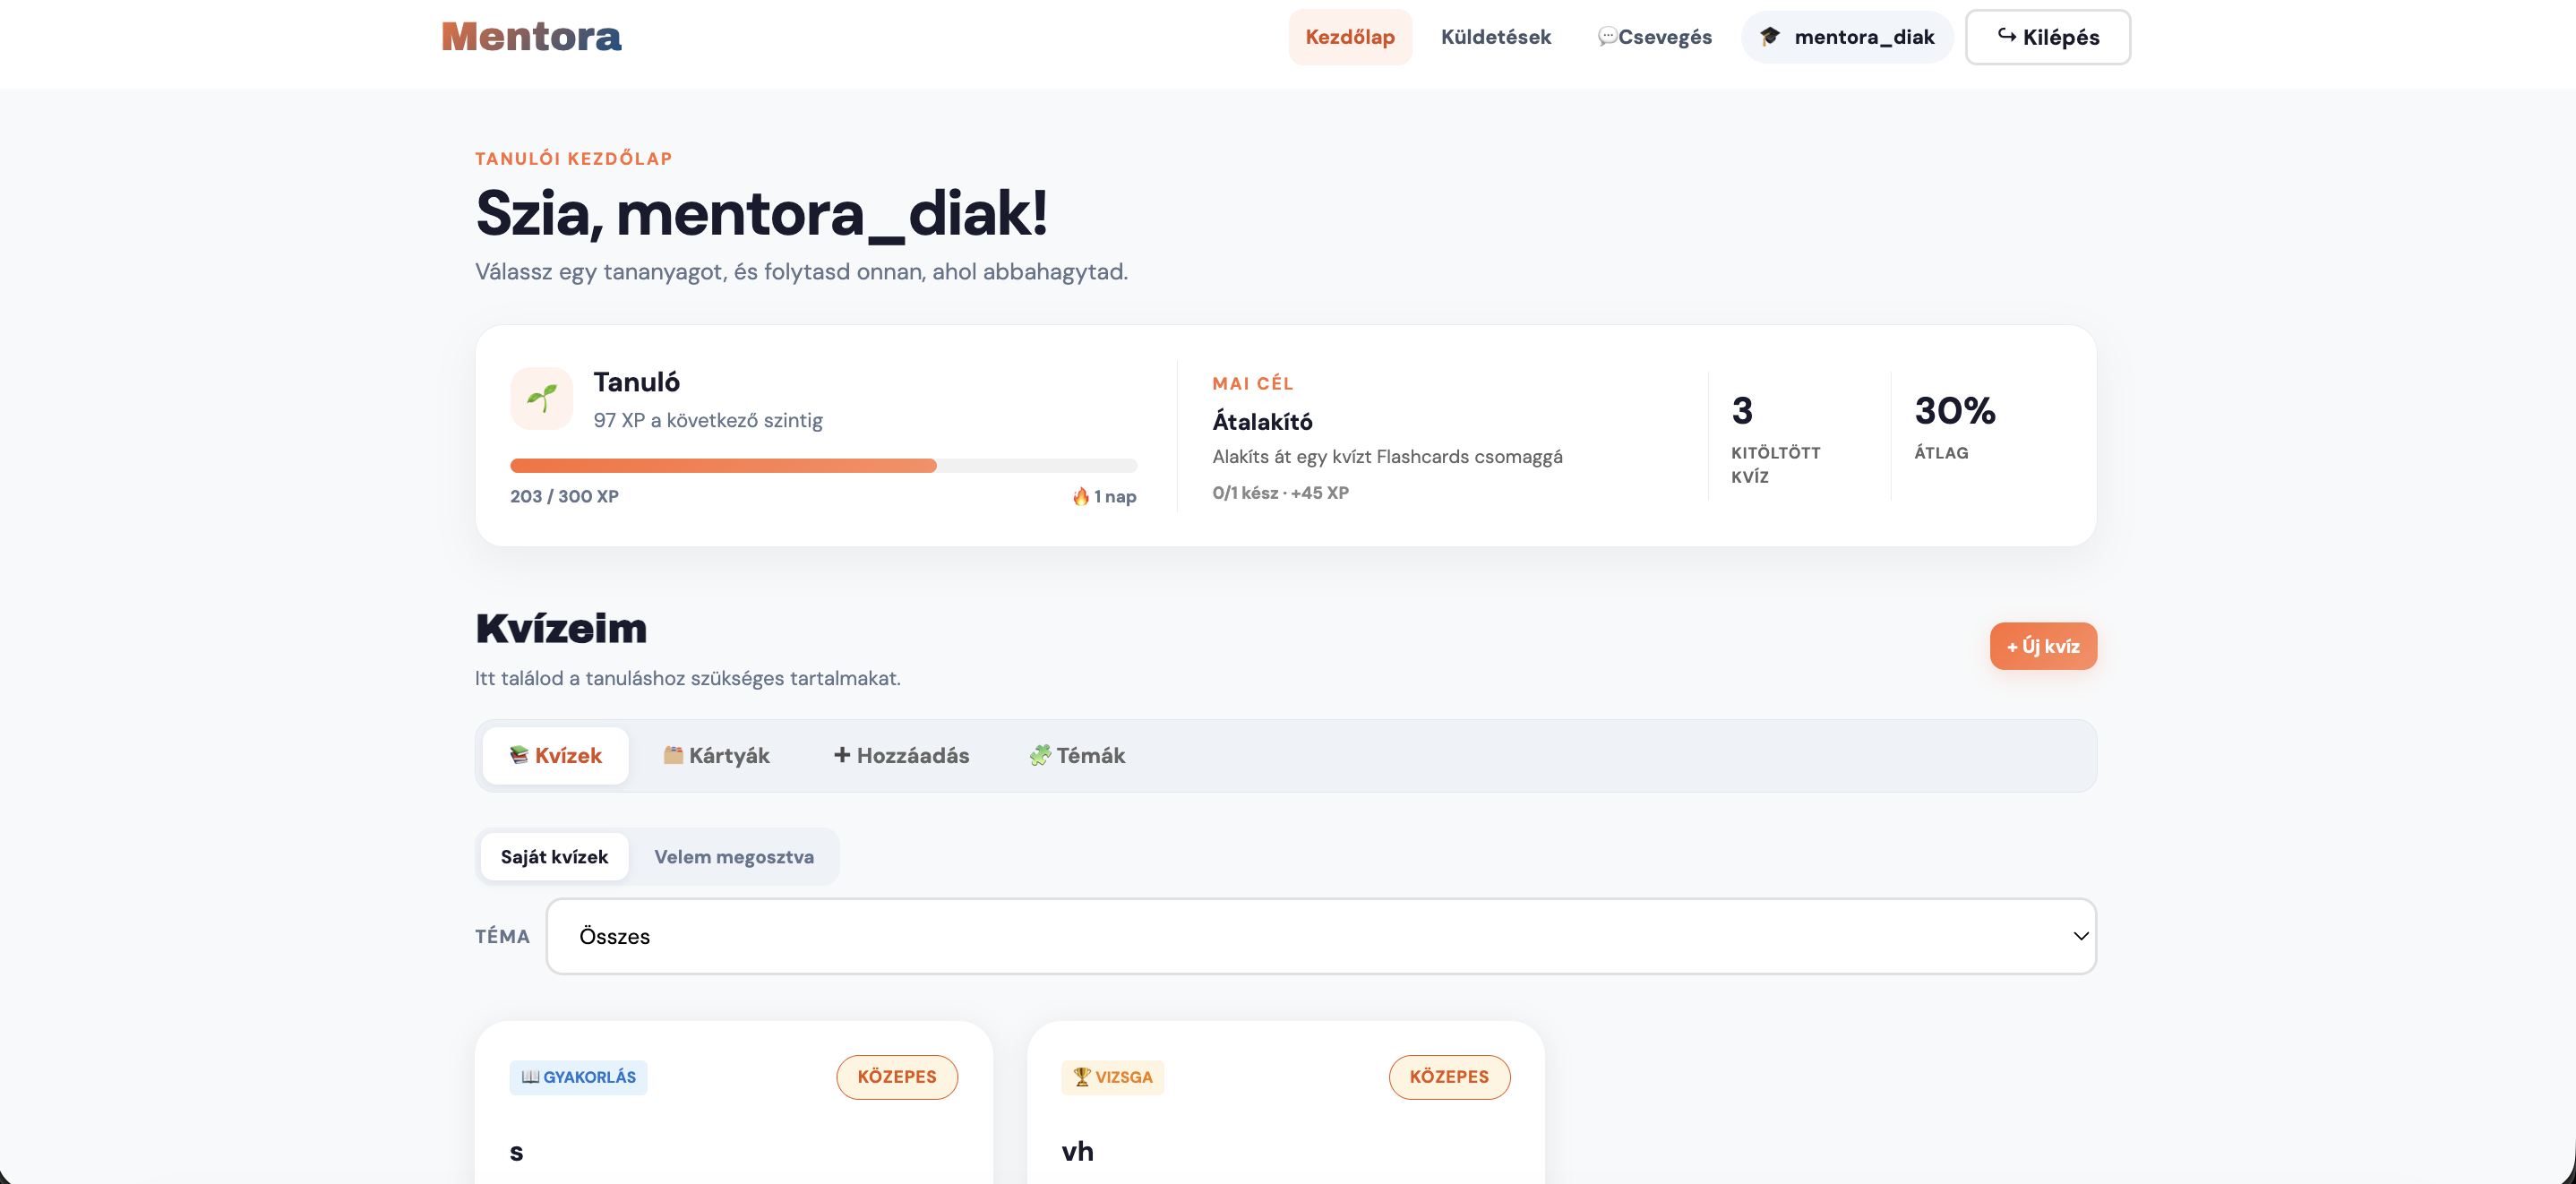 Mentora
Kezdőlap
Küldetések
Csevegés
mentora_diak
Kilépés
TANULÓI KEZDŐLAP
Szia, mentora_diak!
Válassz egy tananyagot, és folytasd onnan, ahol abbahagytad.
Tanuló
97 XP a következő szintig
203 / 300 XP
1 nap
MAI CÉL
Átalakító
Alakíts át egy kvízt Flashcards csomaggá
0/1 kész · +45 XP
3
KITÖLTÖTT
KVÍZ
30%
ÁTLAG
Kvízeim
Itt találod a tanuláshoz szükséges tartalmakat.
+ Új kvíz
Kvízek
Kártyák
Hozzáadás
Témák
Saját kvízek
Velem megosztva
TÉMA
Összes
GYAKORLÁS
KÖZEPES
s
VIZSGA
KÖZEPES
vh